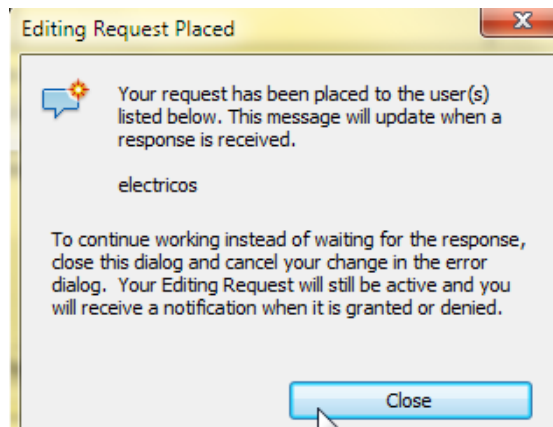 Editing Request Placed
Your request has been placed to the user(s)
listed below. This message will update when a
response is received.
electricos
To continue working instead of waiting for the response,
close this dialog and cancel your change in the error
dialog.  Your Editing Request will still be active and you
will receive a notification when it is granted or denied.
Close